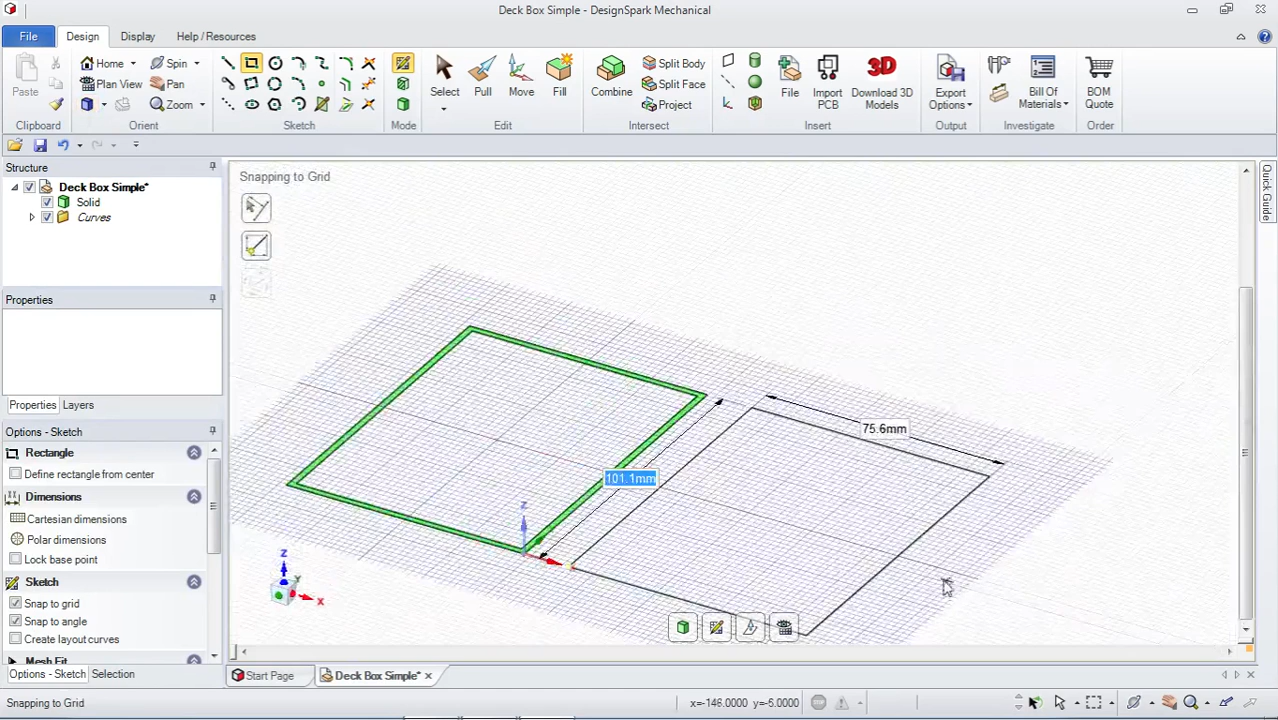 Deck Box Simple - DesignSpark Mechanical
File Design Display Help / Resources
Paste
Home Spin
Plan View Pan
Zoom
Select Pull Move Fill
Combine
Split Body
Split Face
Project
File Import PCB Download 3D Models
3D
Export Options Bill Of Materials BOM Quote
Clipboard Orient Sketch Mode Edit Intersect Insert Output Investigate Order
Structure
Deck Box Simple*
Solid
Curves
Properties
Properties Layers
Options - Sketch
Rectangle
Define rectangle from center
Dimensions
Cartesian dimensions
Polar dimensions
Lock base point
Sketch
Snap to grid
Snap to angle
Create layout curves
Mesh Fit
Options - Sketch Selection
Snapping to Grid
75.6mm
101.1mm
Z
Z
Y
X
Quick Guide
Start Page Deck Box Simple*
Snapping to Grid
x=-146.0000 y=-6.0000